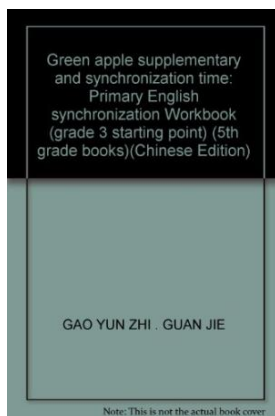 Green apple supplementary
and synchronization time:
Primary English
synchronization Workbook
(grade 3 starting point) (5th
grade books)(Chinese Edition)
GAO YUN ZHI . GUAN JIE
Note: This is not the actual book cover